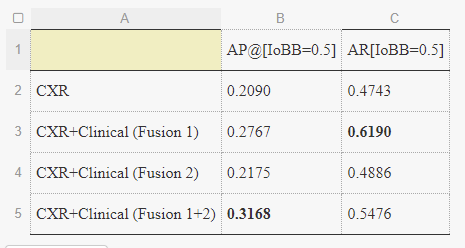 A B C
1 AP@[IoBB=0.5] AR[IoBB=0.5]
2 CXR 0.2090 0.4743
3 CXR+Clinical (Fusion 1) 0.2767 0.6190
4 CXR+Clinical (Fusion 2) 0.2175 0.4886
5 CXR+Clinical (Fusion 1+2) 0.3168 0.5476